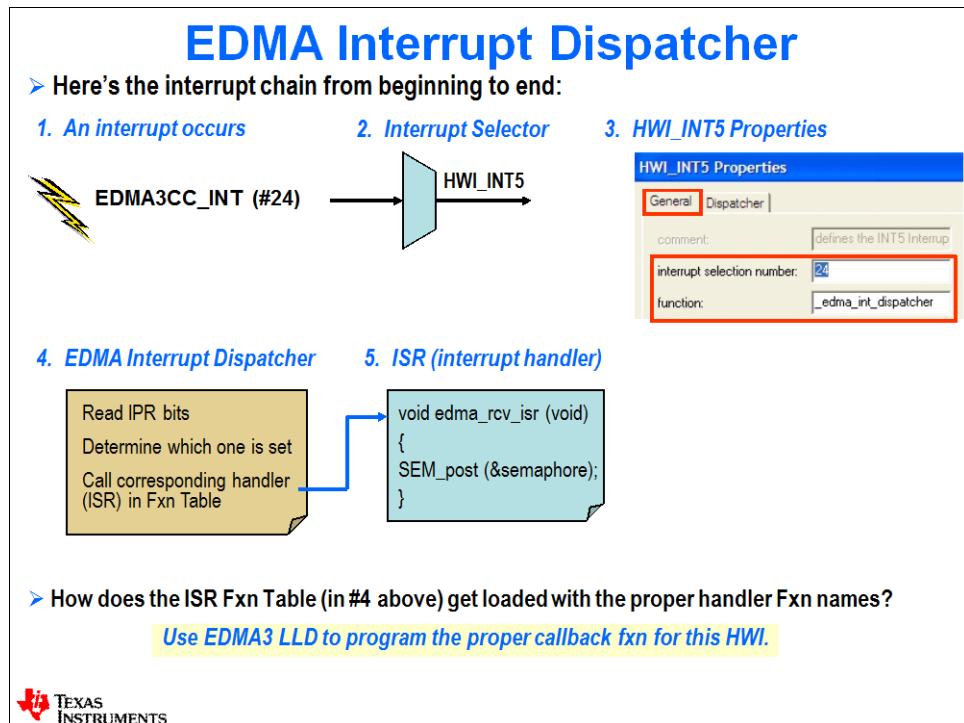 EDMA Interrupt Dispatcher
➢ Here's the interrupt chain from beginning to end:
1. An interrupt occurs
2. Interrupt Selector
3. HWI_INT5 Properties
EDMA3CC_INT (#24)
HWI_INT5
HWI_INT5 Properties
General
Dispatcher
comment:
defines the INT5 Interrup
interrupt selection number:
24
function:
_edma_int_dispatcher
4. EDMA Interrupt Dispatcher
5. ISR (interrupt handler)
Read IPR bits
Determine which one is set
Call corresponding handler
(ISR) in Fxn Table
void edma_rcv_isr (void)
{
SEM_post (&semaphore);
}
➢ How does the ISR Fxn Table (in #4 above) get loaded with the proper handler Fxn names?
Use EDMA3 LLD to program the proper callback fxn for this HWI.
TEXAS
INSTRUMENTS